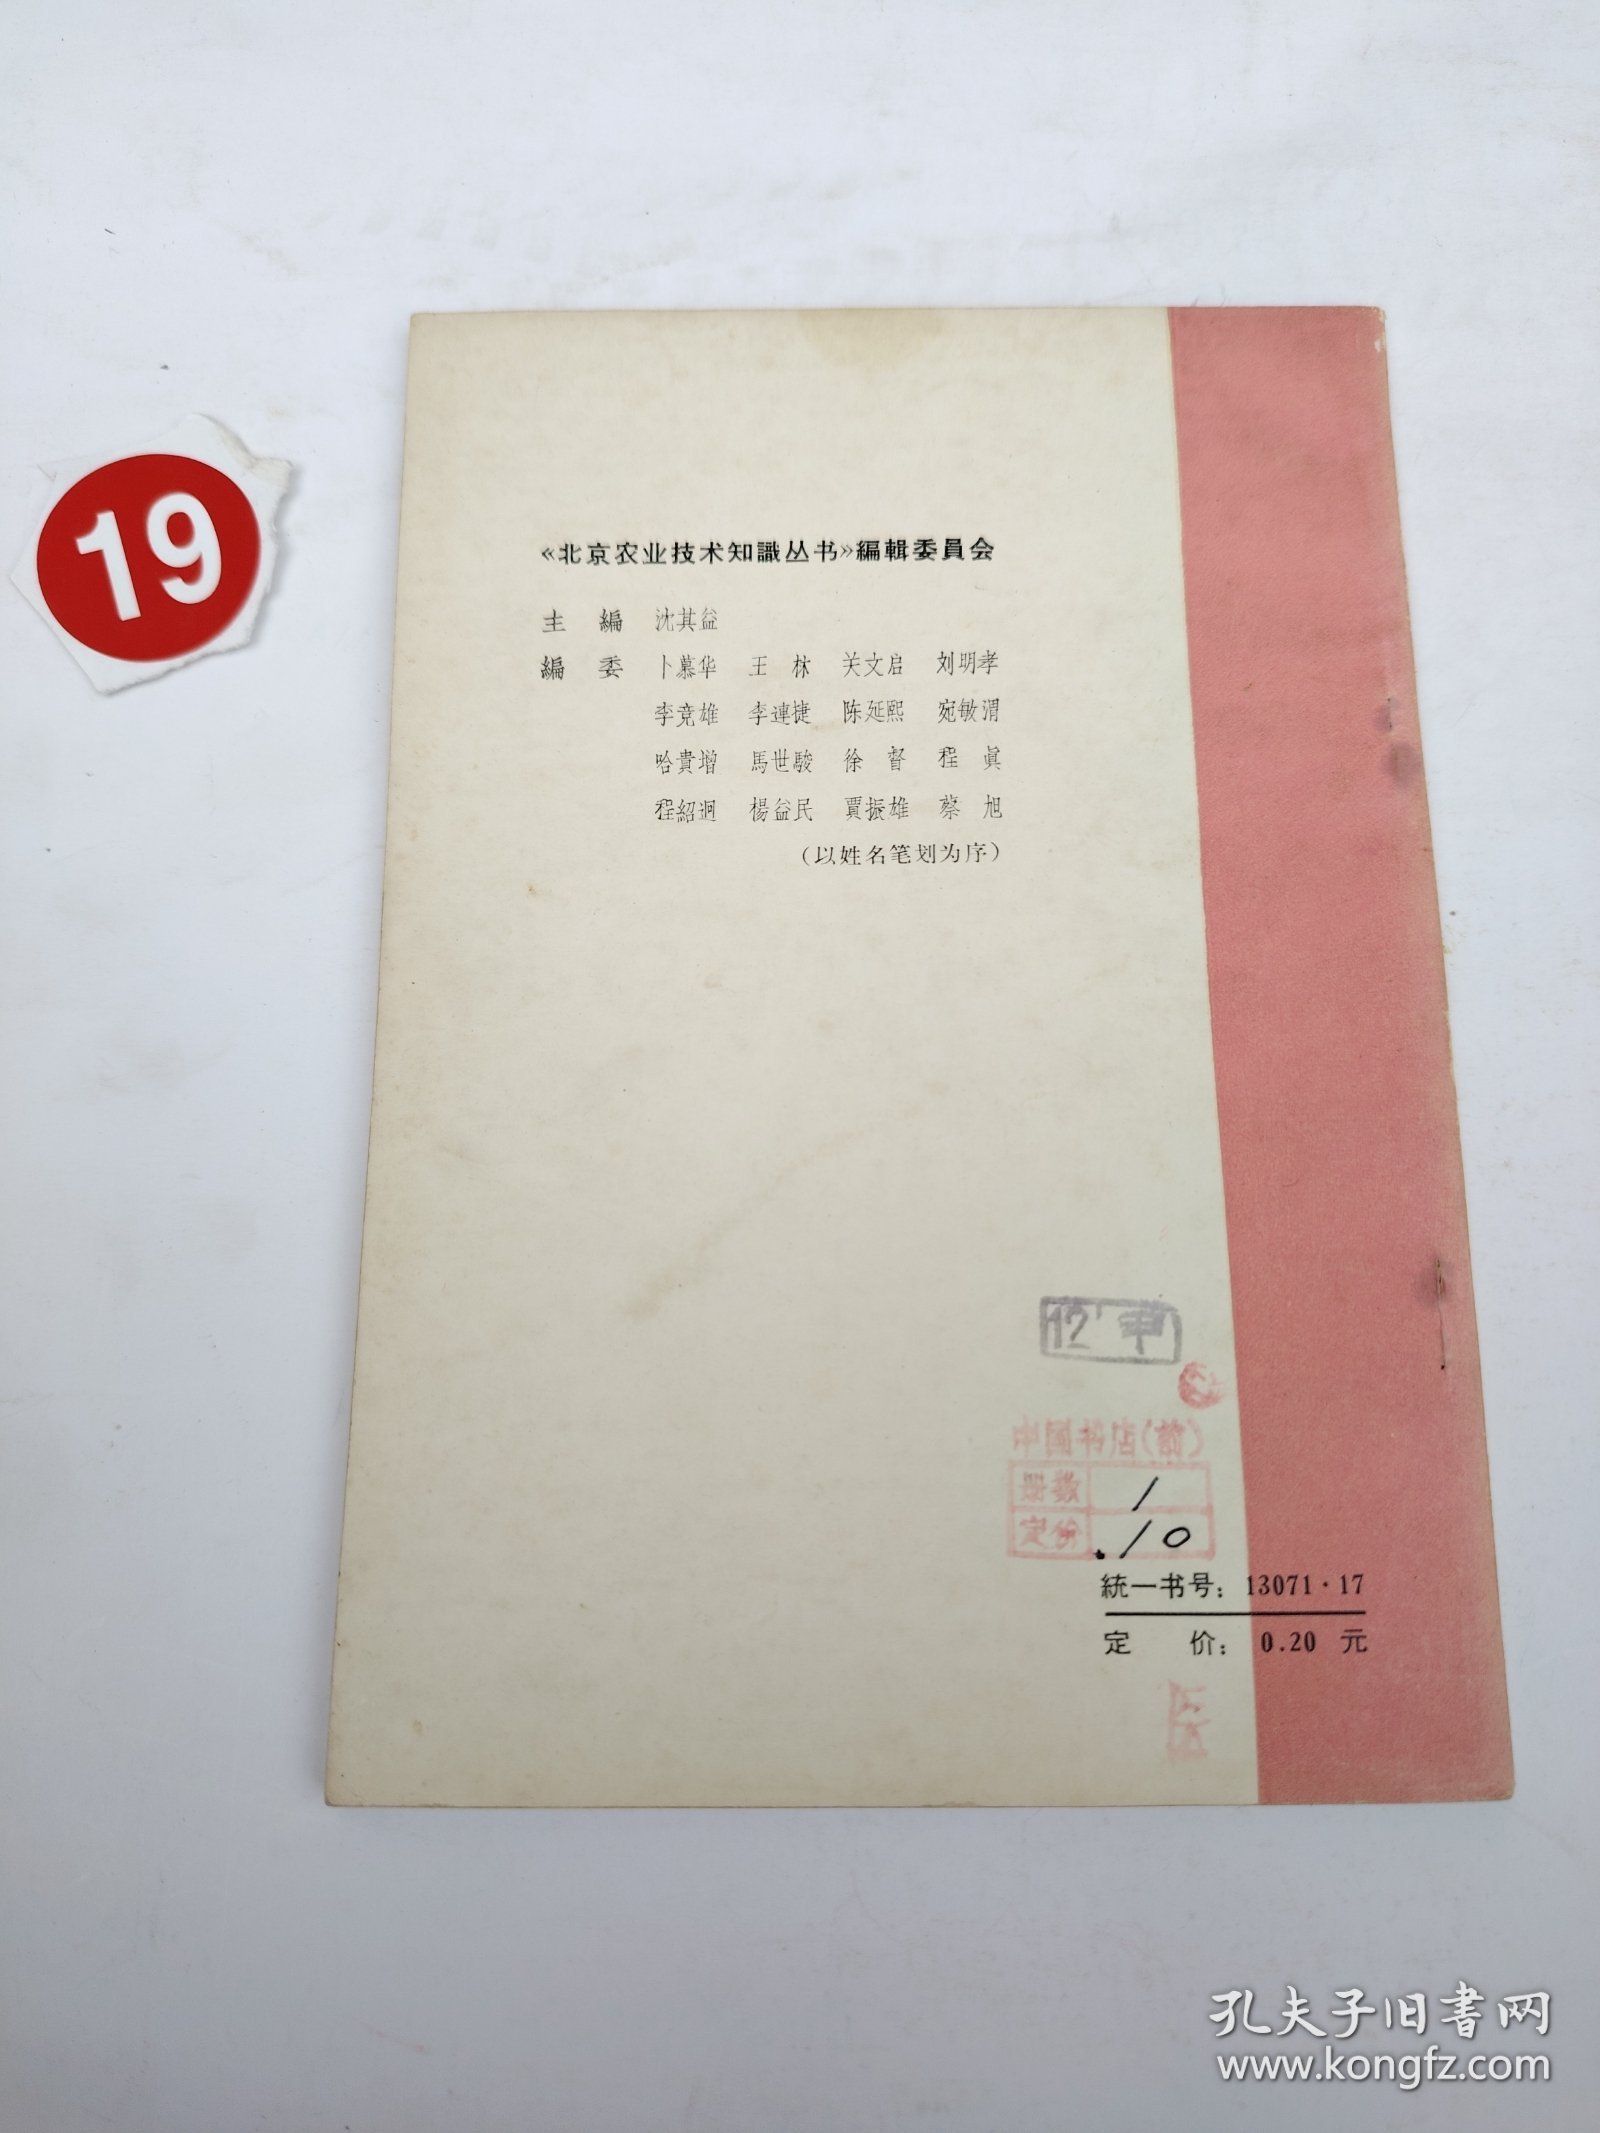 19
《北京农业技术知識丛书》編輯委員会
主 編 沈其益
編 委 卜慕华 王 林 关文启 刘明孝
李竞雄 李連捷 陈延熙 宛敏渭
哈貴增 馬世駿 徐 督 程 眞
程紹迥 楊益民 賈振雄 蔡 旭
(以姓名笔划为序)
中國书店(前)
册数 1
定价 .10
統一书号: 13071·17
定 价: 0.20 元
孔夫子旧書网
www.kongfz.com